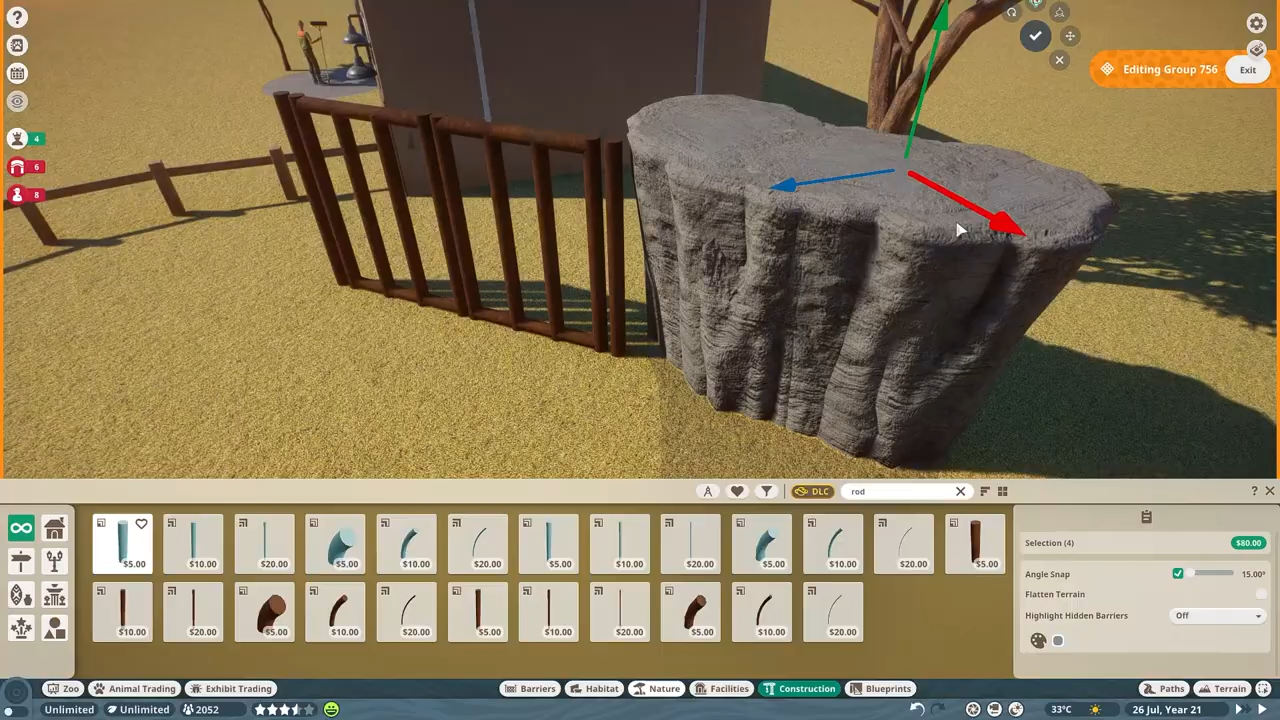 ?
Editing Group 756
Exit
4
6
8
DLC
rod
?
$5.00
$10.00
$20.00
$5.00
$10.00
$20.00
$5.00
$10.00
$20.00
$5.00
$10.00
$20.00
$5.00
$10.00
$20.00
$5.00
$10.00
$20.00
$5.00
$10.00
$20.00
$5.00
$10.00
$20.00
Selection (4)
$80.00
Angle Snap
15.00°
Flatten Terrain
Highlight Hidden Barriers
Off
Zoo
Animal Trading
Exhibit Trading
Barriers
Habitat
Nature
Facilities
Construction
Blueprints
Paths
Terrain
Unlimited
Unlimited
2052
33°C
26 Jul, Year 21